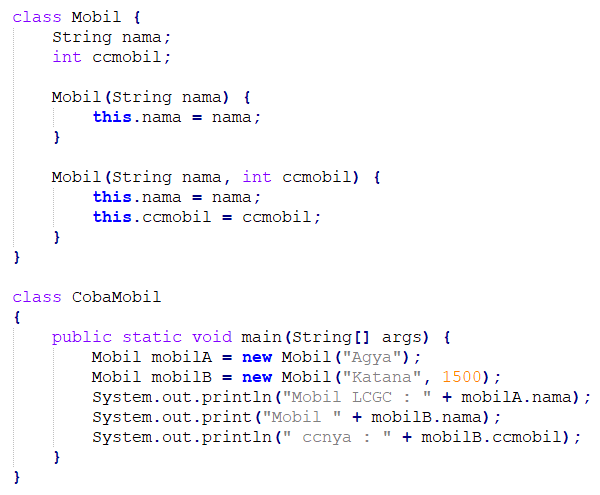 class Mobil {
    String nama;
    int ccmobil;

    Mobil(String nama) {
        this.nama = nama;
    }

    Mobil(String nama, int ccmobil) {
        this.nama = nama;
        this.ccmobil = ccmobil;
    }
}

class CobaMobil
{
    public static void main(String[] args) {
        Mobil mobilA = new Mobil("Agya");
        Mobil mobilB = new Mobil("Katana", 1500);
        System.out.println("Mobil LCGC : " + mobilA.nama);
        System.out.print("Mobil " + mobilB.nama);
        System.out.println(" ccnya : " + mobilB.ccmobil);
    }
}